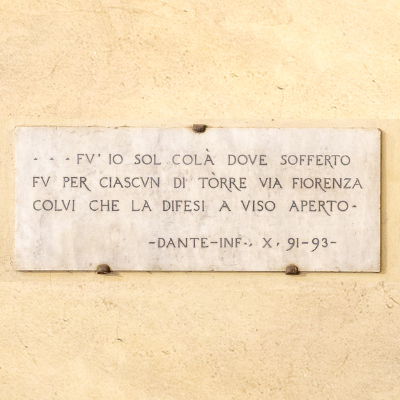 - - - FV' IO SOL COLÀ DOVE SOFFERTO
FV PER CIASCVN DI TÒRRE VIA FIORENZA
COLVI CHE LA DIFESI A VISO APERTO-
-DANTE-INF.. X, 91-93-